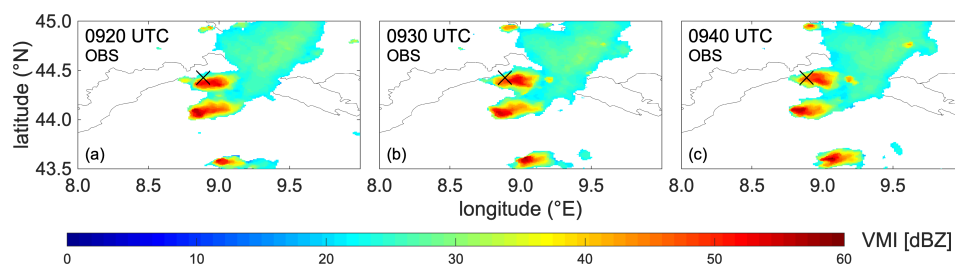 latitude (°N)
45.0
44.5
44.0
43.5
0920 UTC
OBS
(a)
0930 UTC
OBS
(b)
0940 UTC
OBS
(c)
8.0 8.5 9.0 9.5 8.0 8.5 9.0 9.5 8.0 8.5 9.0 9.5
longitude (°E)
VMI [dBZ]
0 10 20 30 40 50 60